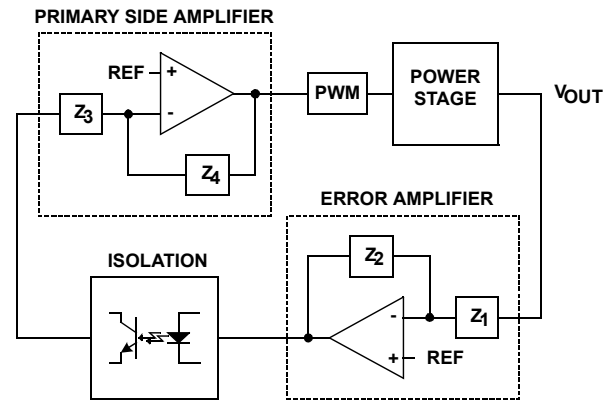 PRIMARY SIDE AMPLIFIER
REF
+
-
Z3
Z4
PWM
POWER
STAGE
VOUT
ERROR AMPLIFIER
ISOLATION
Z2
-
Z1
+
REF